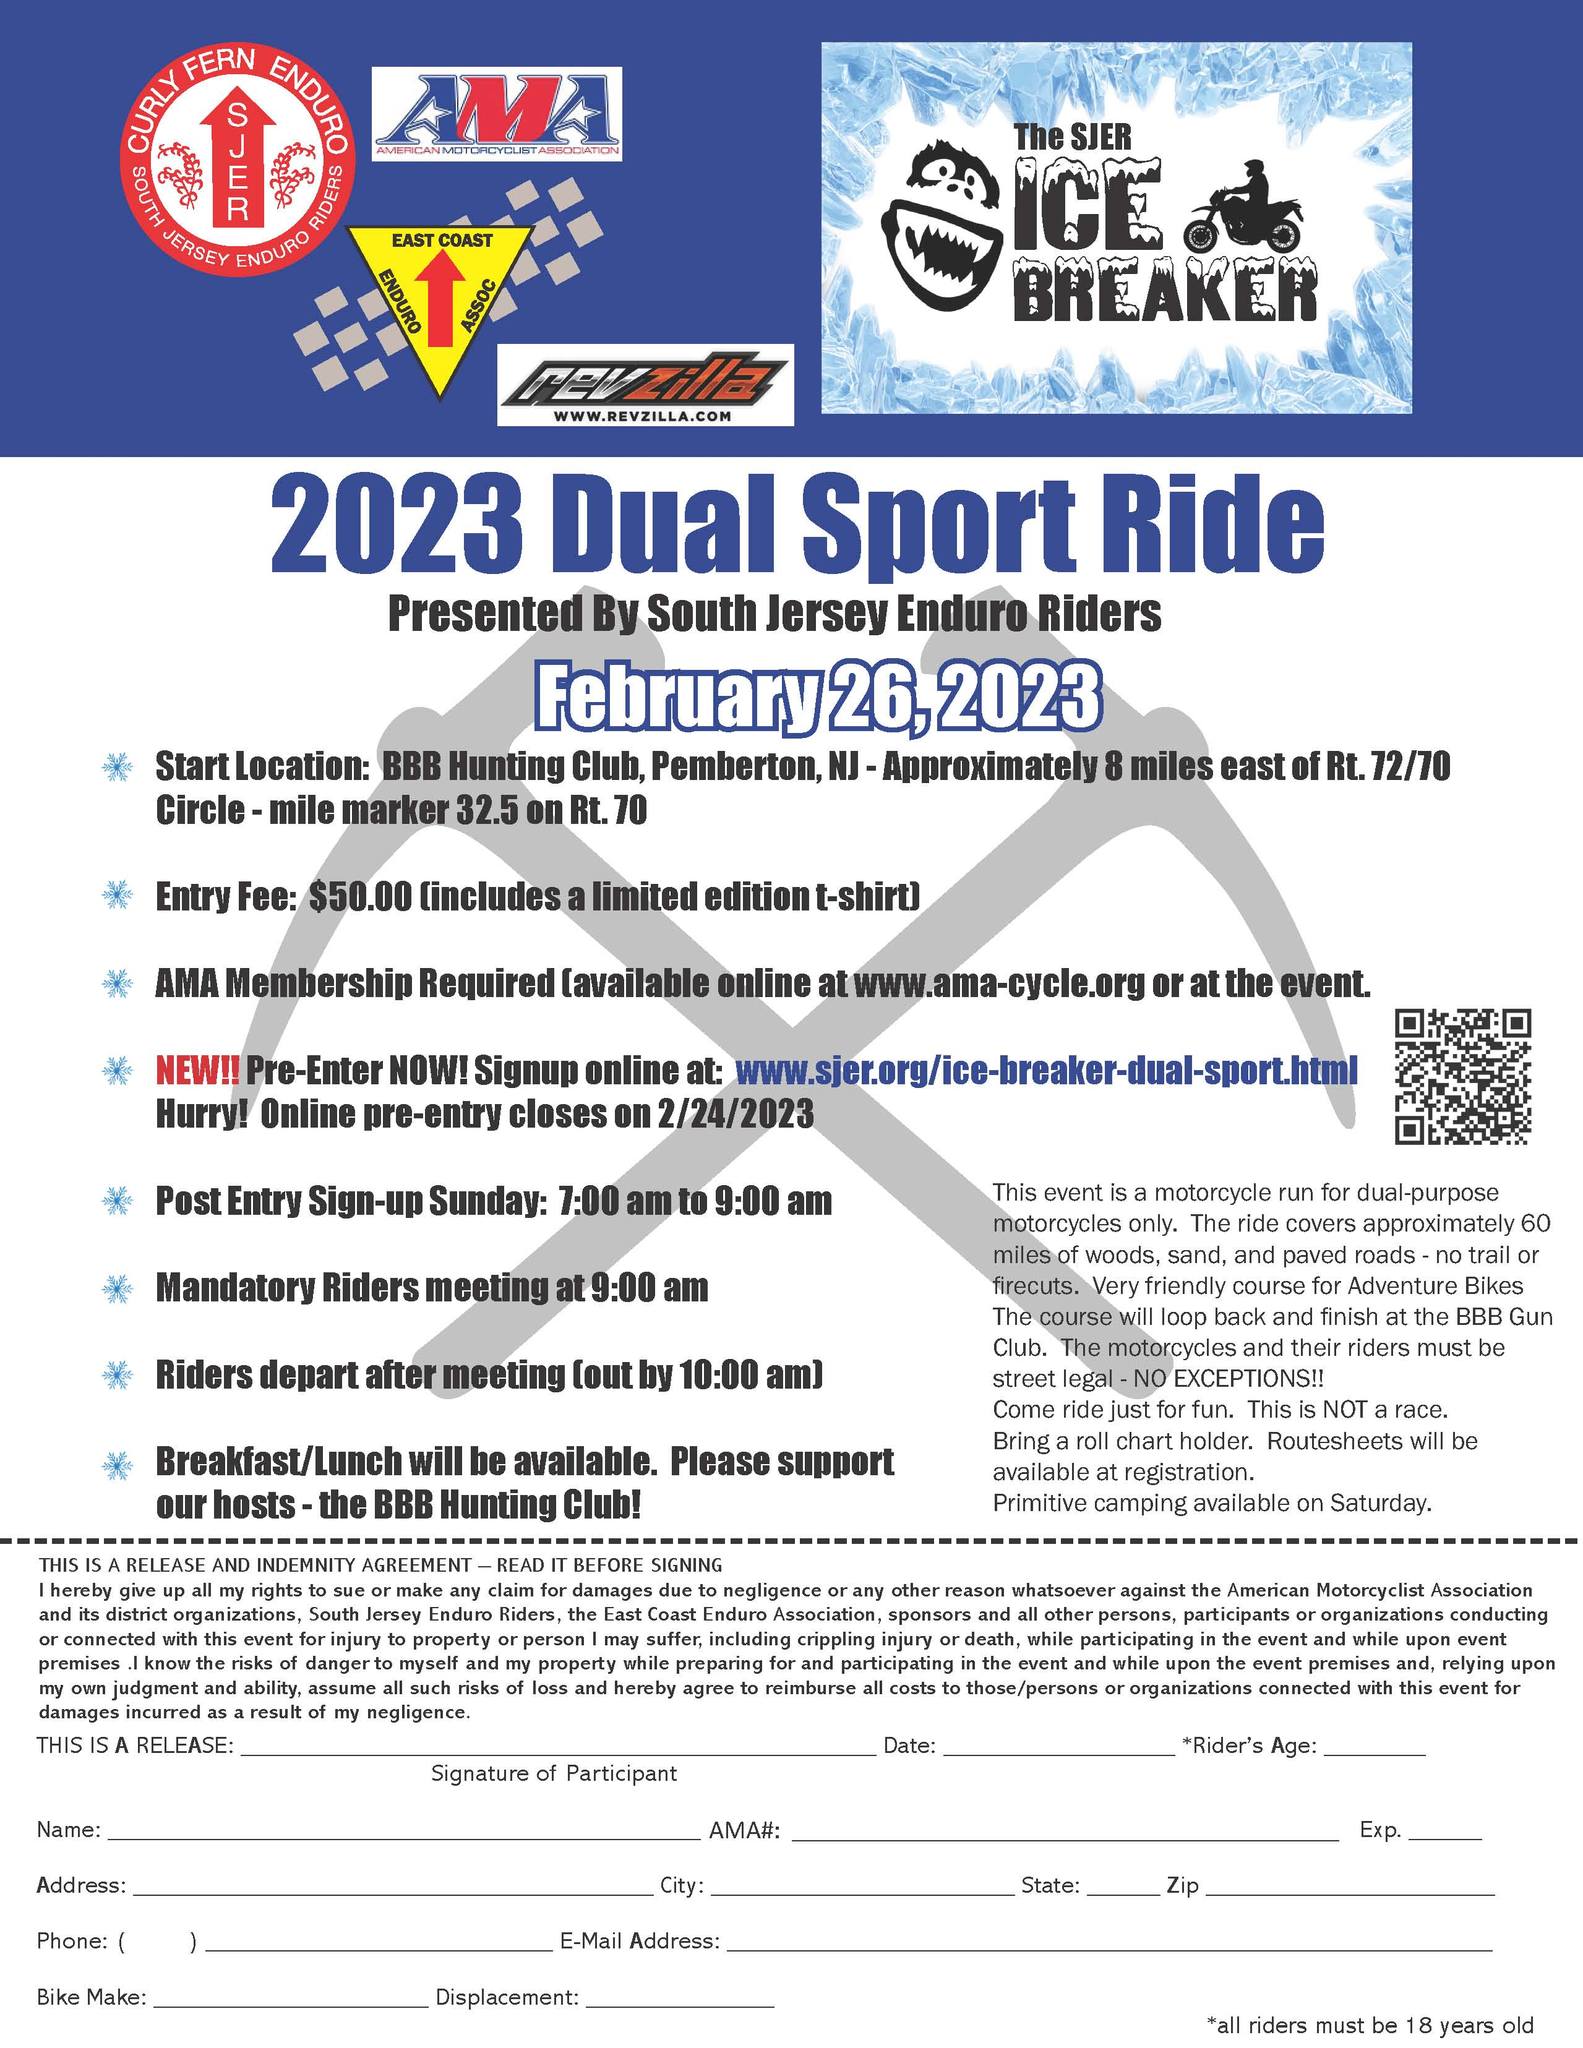 CURLY FERN ENDURO
SJER
SOUTH JERSEY ENDURO RIDERS
AMA
AMERICAN MOTORCYCLIST ASSOCIATION
EAST COAST
ENDURO
ASSOC
revzilla
WWW.REVZILLA.COM
The SJER
ICE
BREAKER
2023 Dual Sport Ride
Presented By South Jersey Enduro Riders
February 26, 2023
Start Location: BBB Hunting Club, Pemberton, NJ - Approximately 8 miles east of Rt. 72/70
Circle - mile marker 32.5 on Rt. 70
Entry Fee: $50.00 (includes a limited edition t-shirt)
AMA Membership Required (available online at www.ama-cycle.org or at the event.
NEW!! Pre-Enter NOW! Signup online at: www.sjer.org/ice-breaker-dual-sport.html
Hurry! Online pre-entry closes on 2/24/2023
Post Entry Sign-up Sunday: 7:00 am to 9:00 am
Mandatory Riders meeting at 9:00 am
Riders depart after meeting (out by 10:00 am)
Breakfast/Lunch will be available. Please support
our hosts - the BBB Hunting Club!
This event is a motorcycle run for dual-purpose
motorcycles only. The ride covers approximately 60
miles of woods, sand, and paved roads - no trail or
firecuts. Very friendly course for Adventure Bikes
The course will loop back and finish at the BBB Gun
Club. The motorcycles and their riders must be
street legal - NO EXCEPTIONS!!
Come ride just for fun. This is NOT a race.
Bring a roll chart holder. Routesheets will be
available at registration.
Primitive camping available on Saturday.
THIS IS A RELEASE AND INDEMNITY AGREEMENT — READ IT BEFORE SIGNING
I hereby give up all my rights to sue or make any claim for damages due to negligence or any other reason whatsoever against the American Motorcyclist Association
and its district organizations, South Jersey Enduro Riders, the East Coast Enduro Association, sponsors and all other persons, participants or organizations conducting
or connected with this event for injury to property or person I may suffer, including crippling injury or death, while participating in the event and while upon event
premises .I know the risks of danger to myself and my property while preparing for and participating in the event and while upon the event premises and, relying upon
my own judgment and ability, assume all such risks of loss and hereby agree to reimburse all costs to those/persons or organizations connected with this event for
damages incurred as a result of my negligence.
THIS IS A RELEASE: Date: *Rider's Age:
Signature of Participant
Name: AMA#: Exp.
Address: City: State: Zip
Phone: ( ) E-Mail Address:
Bike Make: Displacement:
*all riders must be 18 years old